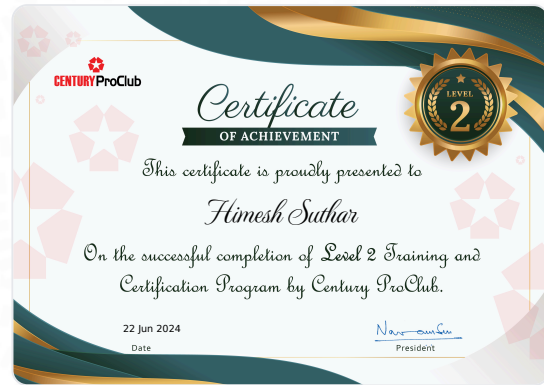 CENTURY ProClub
Certificate
OF ACHIEVEMENT
LEVEL
2
This certificate is proudly presented to
Himesh Suthar
On the successful completion of Level 2 Training and
Certification Program by Century ProClub.
22 Jun 2024
Date
President